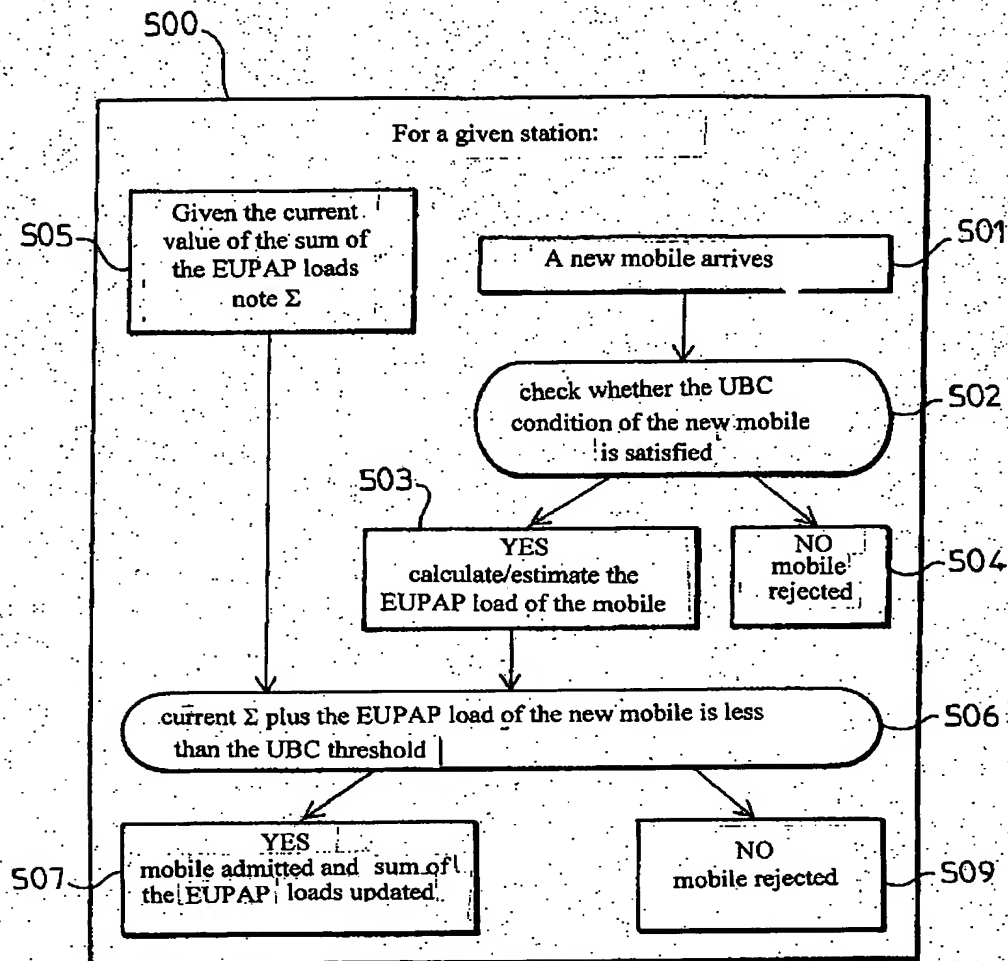 500
For a given station:
505
Given the current
value of the sum of
the EUPAP loads
note Σ
A new mobile arrives
501
check whether the UBC
condition of the new mobile
is satisfied
502
503
YES
calculate/estimate the
EUPAP load of the mobile
NO
mobile
rejected
504
current Σ plus the EUPAP load of the new mobile is less
than the UBC threshold
506
507
YES
mobile admitted and sum of
the EUPAP loads updated
NO
mobile rejected
509